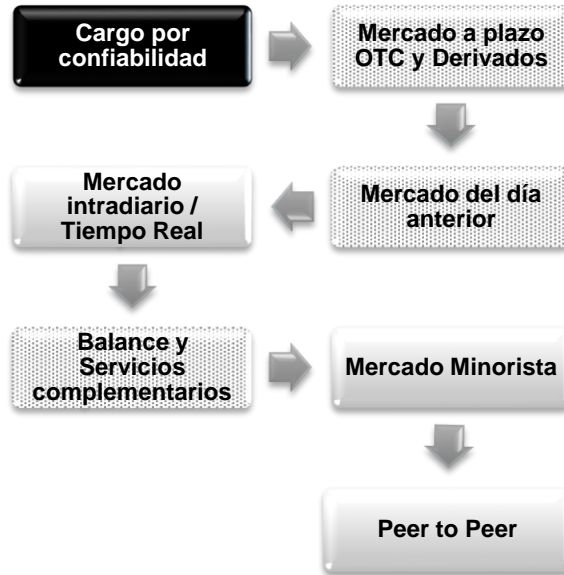 Cargo por
confiabilidad
Mercado a plazo
OTC y Derivados
Mercado del día
anterior
Mercado
intradiario /
Tiempo Real
Balance y
Servicios
complementarios
Mercado Minorista
Peer to Peer